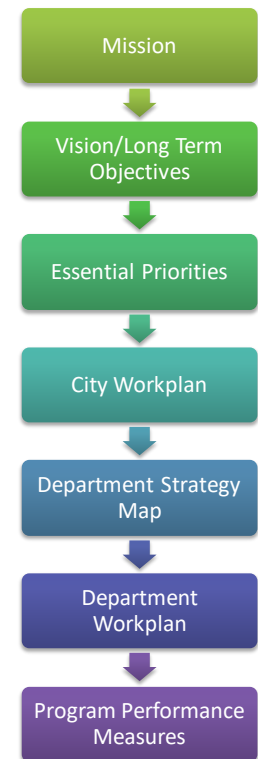 Mission
Vision/Long Term
Objectives
Essential Priorities
City Workplan
Department Strategy
Map
Department
Workplan
Program Performance
Measures